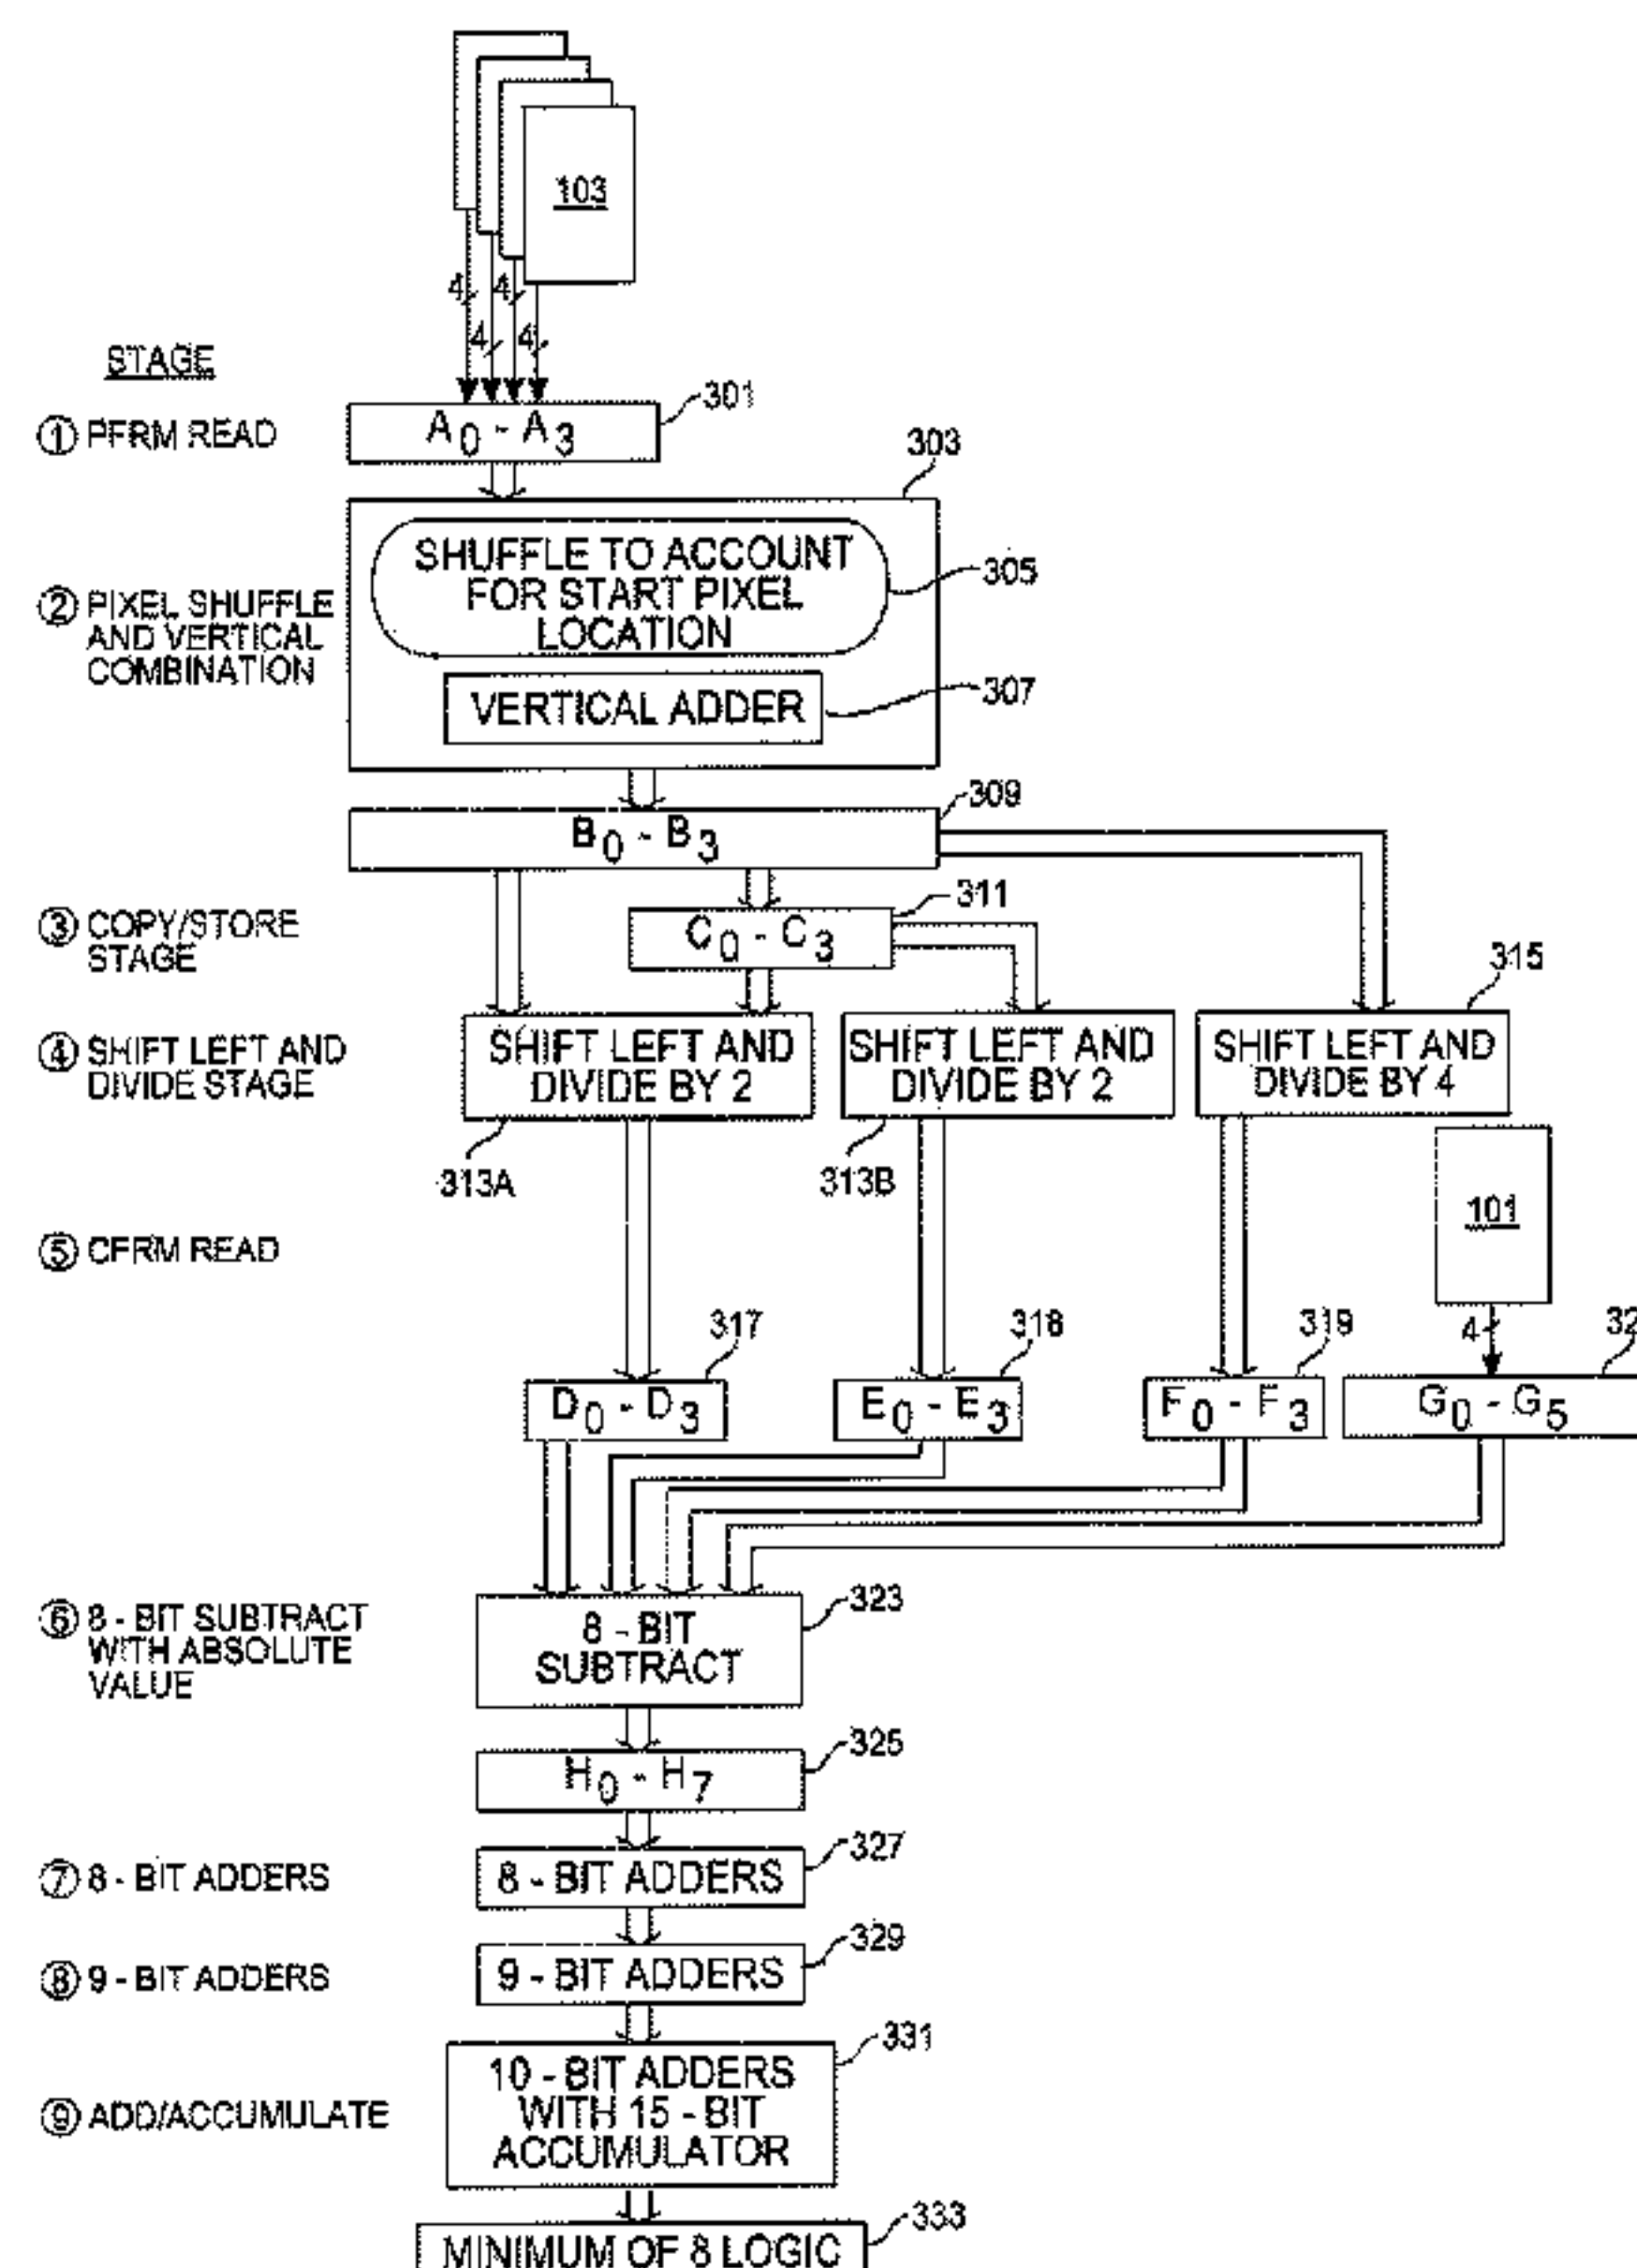 103
4 4
4 4
STAGE
301
① PFRM READ
A0 - A3
303
SHUFFLE TO ACCOUNT
FOR START PIXEL
LOCATION
305
② PIXEL SHUFFLE
AND VERTICAL
COMBINATION
VERTICAL ADDER
307
309
B0 - B3
311
③ COPY/STORE
STAGE
C0 - C3
315
④ SHIFT LEFT AND
DIVIDE STAGE
SHIFT LEFT AND
DIVIDE BY 2
SHIFT LEFT AND
DIVIDE BY 2
SHIFT LEFT AND
DIVIDE BY 4
313A
313B
101
⑤ CFRM READ
317
318
319
4
D0 - D3
E0 - E3
F0 - F3
G0 - G5
323
⑥ 8 - BIT SUBTRACT
WITH ABSOLUTE
VALUE
8 - BIT
SUBTRACT
325
H0 - H7
327
⑦ 8 - BIT ADDERS
8 - BIT ADDERS
329
⑧ 9 - BIT ADDERS
9 - BIT ADDERS
331
⑨ ADD/ACCUMULATE
10 - BIT ADDERS
WITH 15 - BIT
ACCUMULATOR
333
MINIMUM OF 8 LOGIC